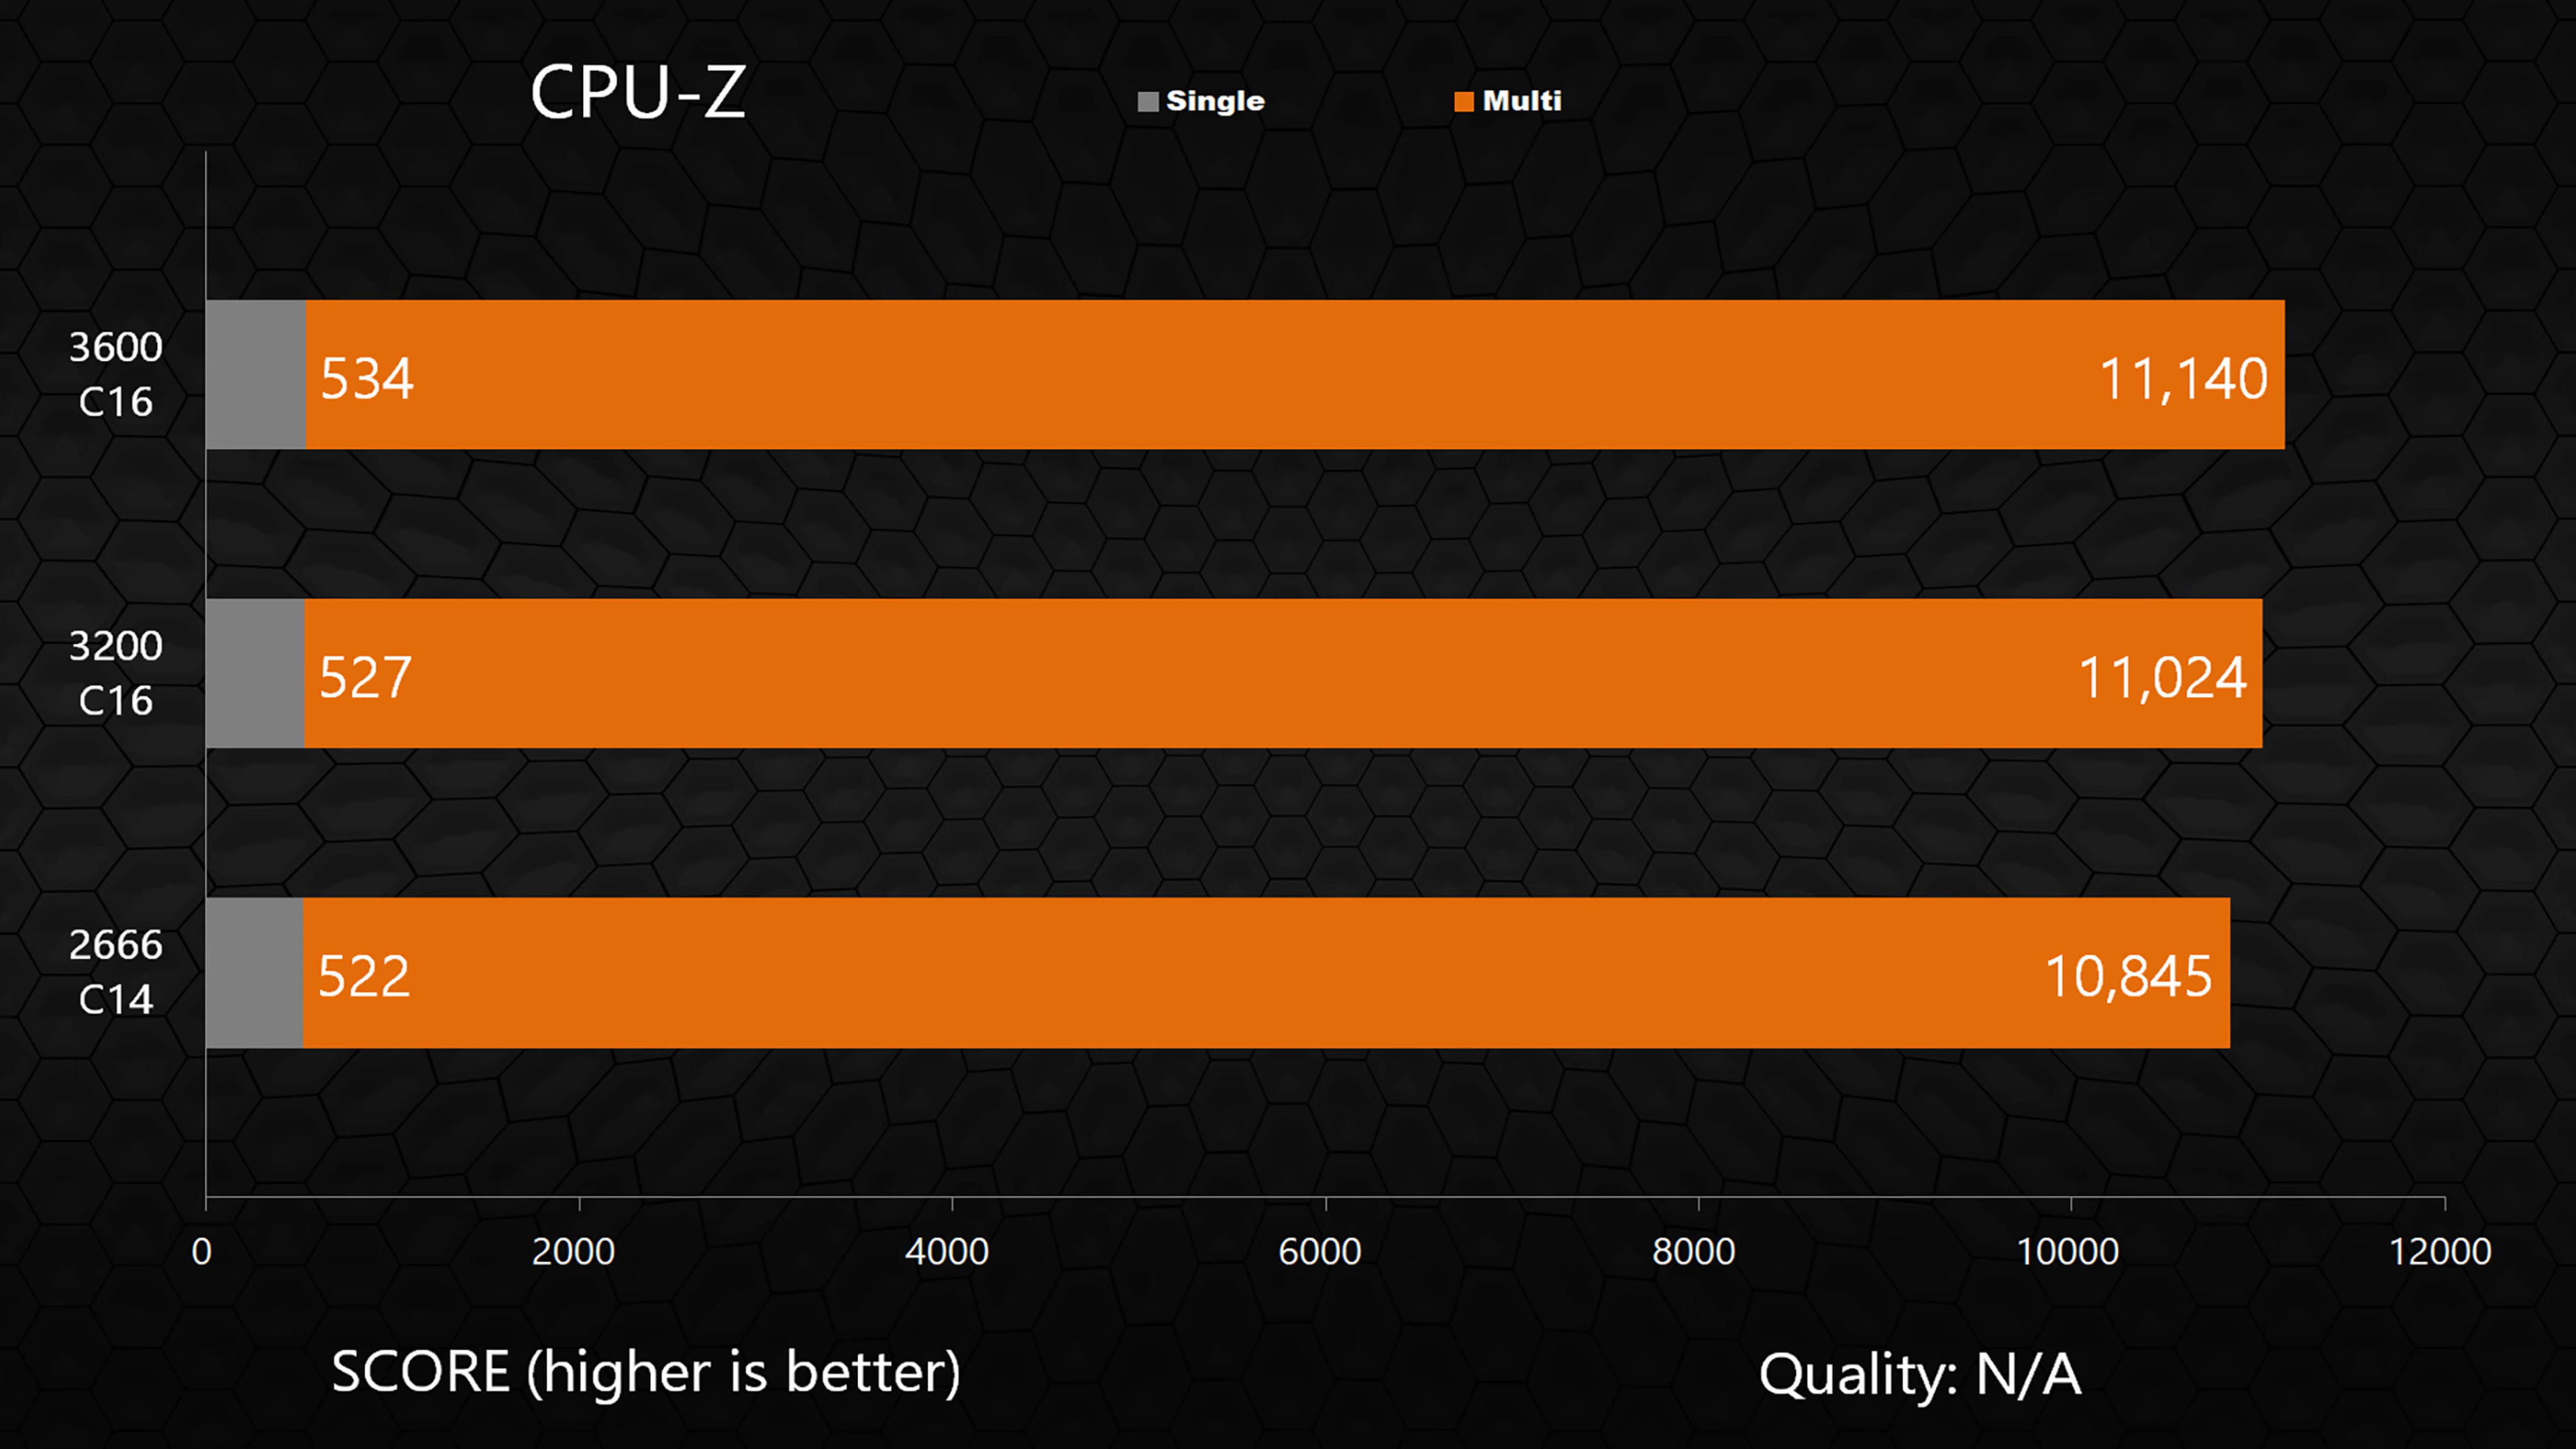 CPU-Z
Single
Multi
3600
C16
534
11,140
3200
C16
527
11,024
2666
C14
522
10,845
0 2000 4000 6000 8000 10000 12000
SCORE (higher is better)
Quality: N/A